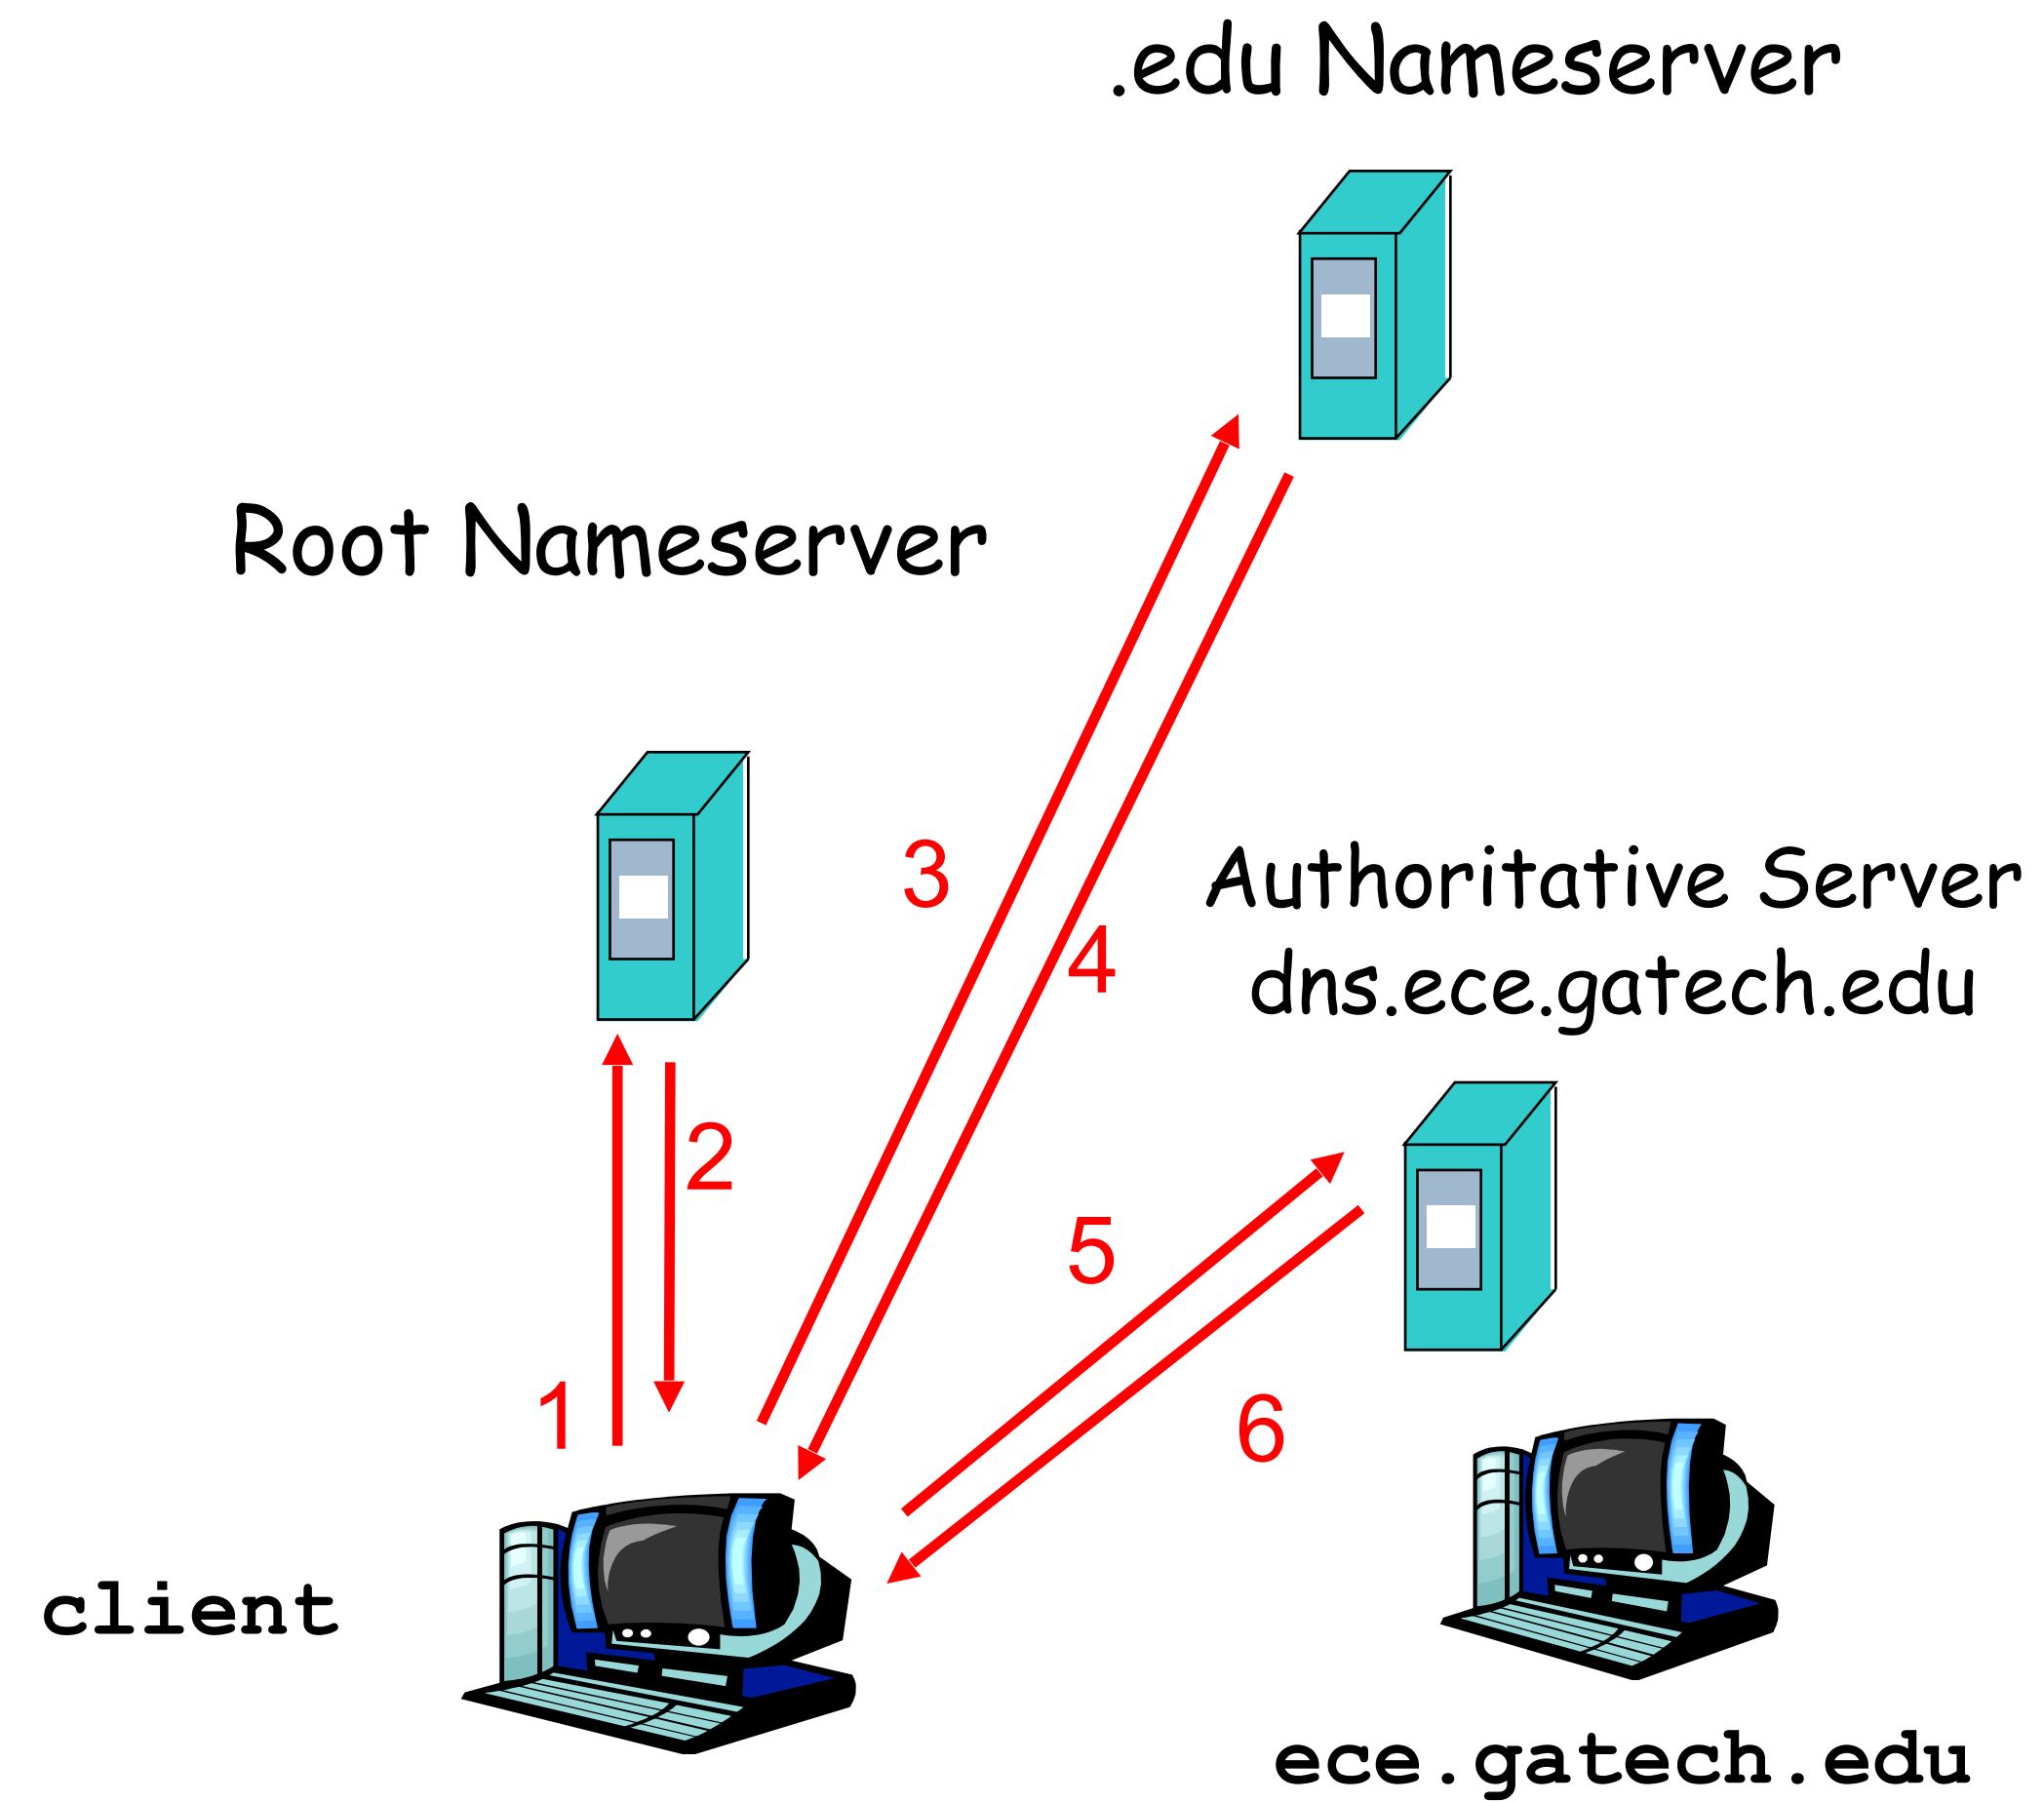 .edu Nameserver
Root Nameserver
3
Authoritative Server
4
dns.ece.gatech.edu
2
5
1
6
client
ece.gatech.edu